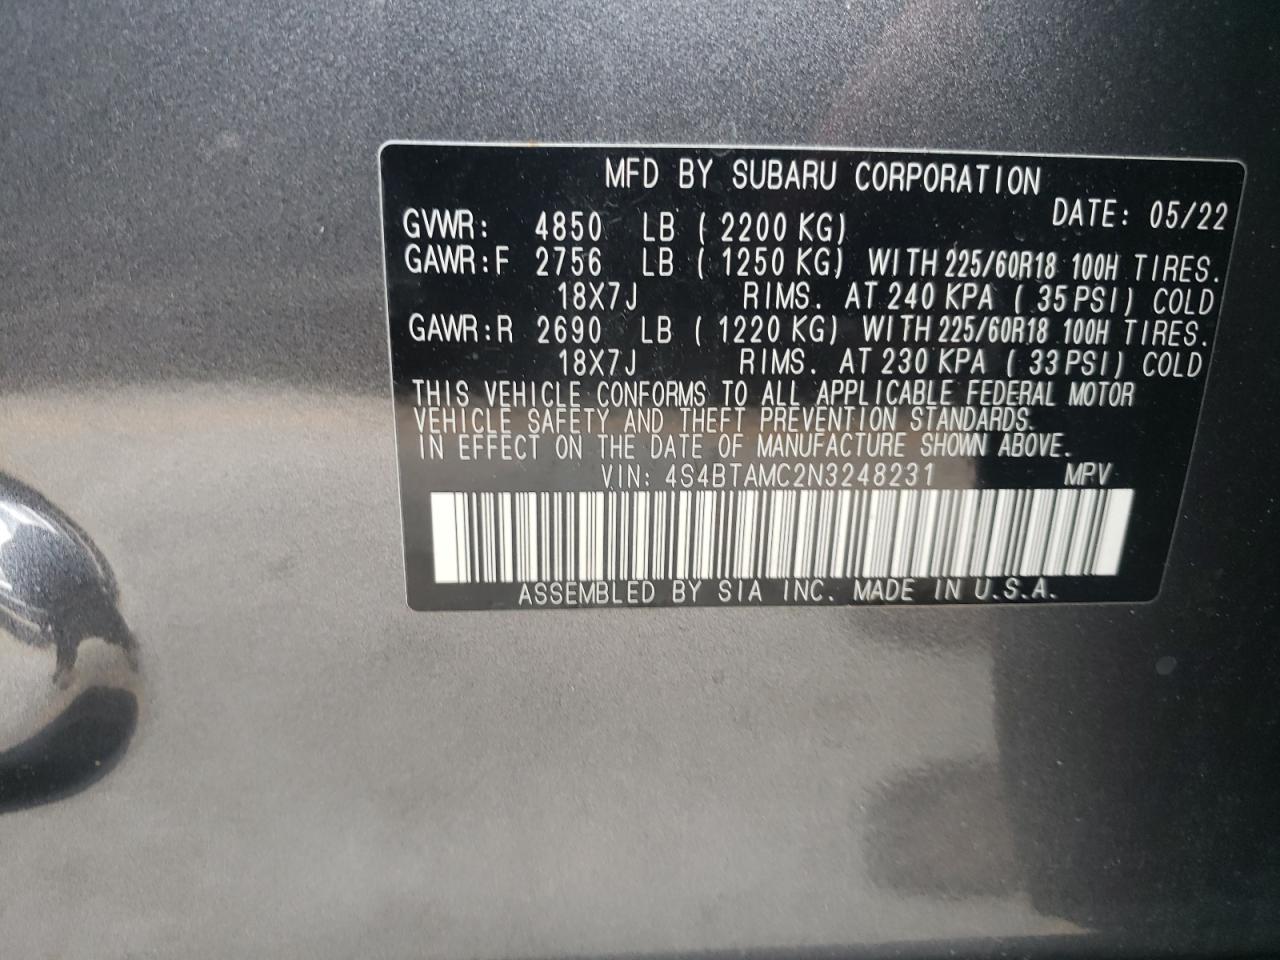 MFD BY SUBARU CORPORATION
DATE: 05/22
GVWR: 4850 LB ( 2200 KG)
GAWR:F 2756 LB ( 1250 KG) WITH 225/60R18 100H TIRES.
18X7J RIMS. AT 240 KPA ( 35 PSI) COLD
GAWR:R 2690 LB ( 1220 KG) WITH 225/60R18 100H TIRES.
18X7J RIMS. AT 230 KPA ( 33 PSI) COLD
THIS VEHICLE CONFORMS TO ALL APPLICABLE FEDERAL MOTOR
VEHICLE SAFETY AND THEFT PREVENTION STANDARDS.
IN EFFECT ON THE DATE OF MANUFACTURE SHOWN ABOVE.
VIN: 4S4BTAMC2N3248231 MPV
ASSEMBLED BY SIA INC. MADE IN U.S.A.